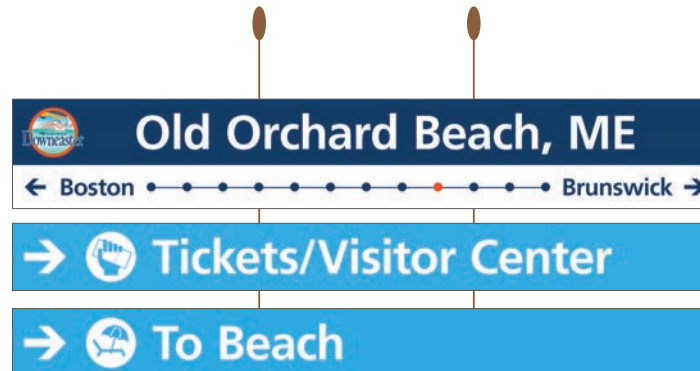 Downeaster
Old Orchard Beach, ME
← Boston Brunswick →
→ Tickets/Visitor Center
→ To Beach